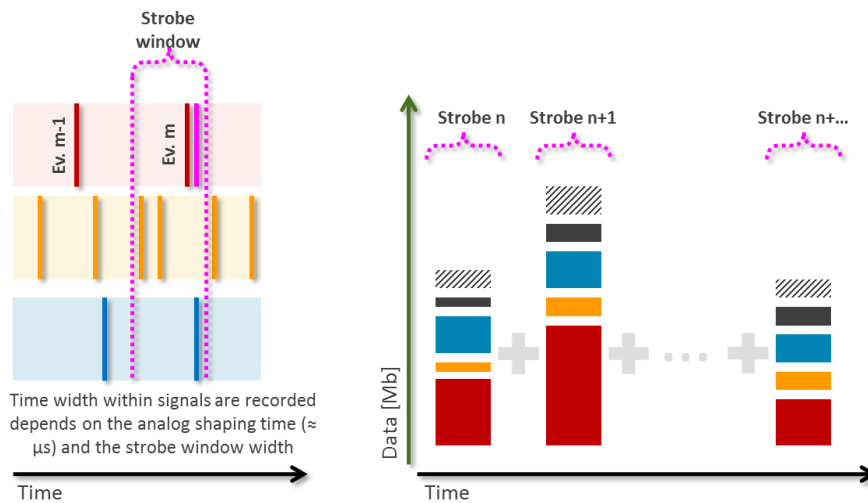 Strobe
window
Ev. m-1
Ev. m
Time width within signals are recorded
depends on the analog shaping time (≈
µs) and the strobe window width
Time
Strobe n
Strobe n+1
Strobe n+...
Data [Mb]
...
Time